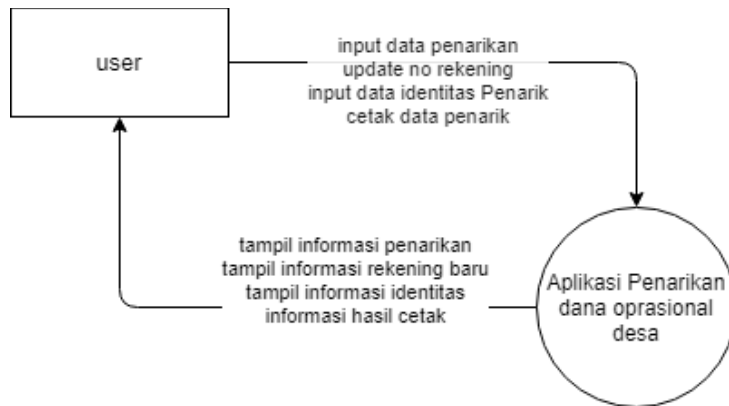 user
input data penarikan
update no rekening
input data identitas Penarik
cetak data penarik
tampil informasi penarikan
tampil informasi rekening baru
tampil informasi identitas
informasi hasil cetak
Aplikasi Penarikan
dana oprasional
desa